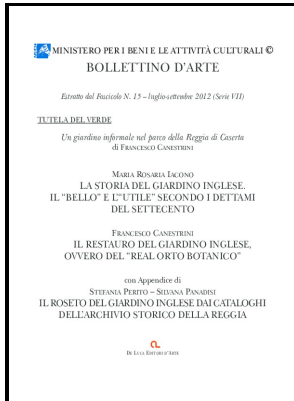 MINISTERO PER I BENI E LE ATTIVITÀ CULTURALI ©
BOLLETTINO D'ARTE
Estratto dal Fascicolo N. 15 – luglio-settembre 2012 (Serie VII)
TUTELA DEL VERDE
Un giardino informale nel parco della Reggia di Caserta
di FRANCESCO CANESTRINI
MARIA ROSARIA IACONO
LA STORIA DEL GIARDINO INGLESE.
IL "BELLO" E L'"UTILE" SECONDO I DETTAMI
DEL SETTECENTO
FRANCESCO CANESTRINI
IL RESTAURO DEL GIARDINO INGLESE,
OVVERO DEL "REAL ORTO BOTANICO"
con Appendice di
STEFANIA PERITO – SILVANA PANADISI
IL ROSETO DEL GIARDINO INGLESE DAI CATALOGHI
DELL'ARCHIVIO STORICO DELLA REGGIA
DE LUCA EDITORI D'ARTE